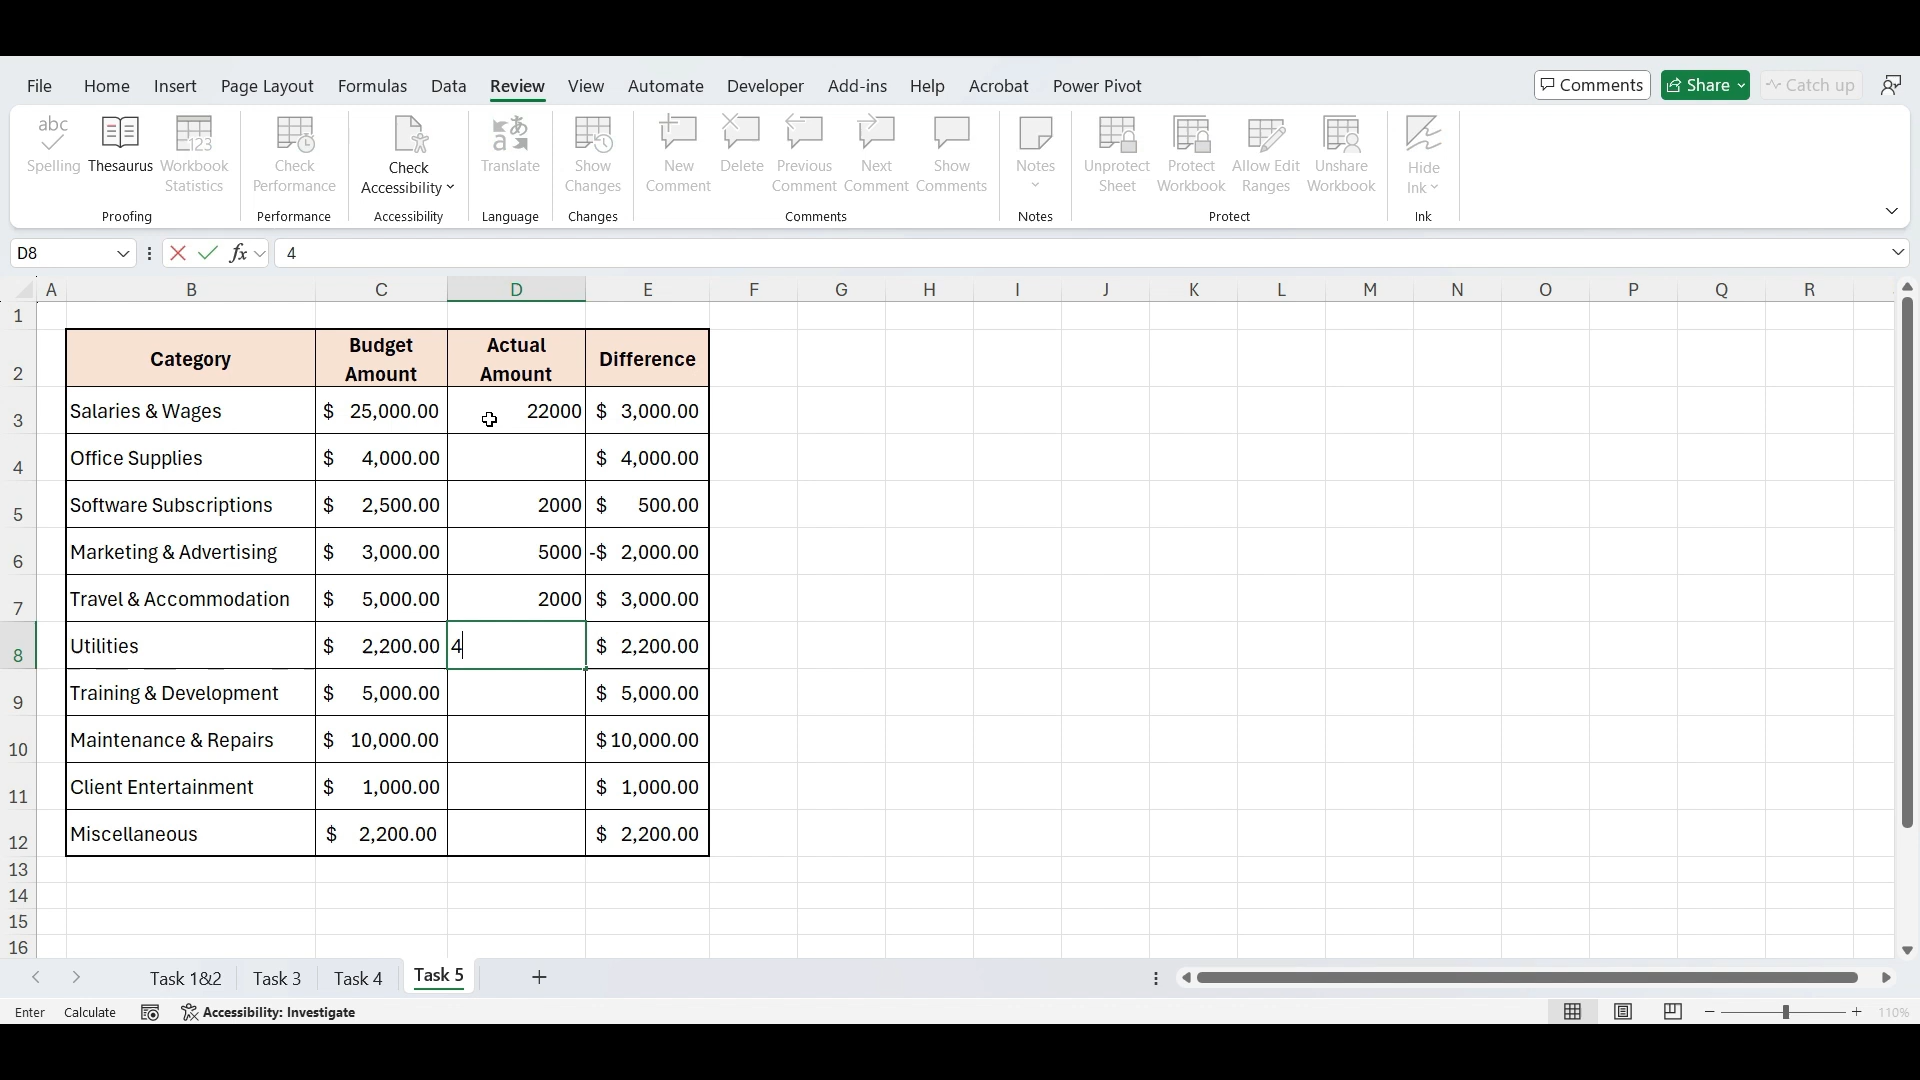 File Home Insert Page Layout Formulas Data Review View Automate Developer Add-ins Help Acrobat Power Pivot Comments Share Catch up
abc 123
Spelling Thesaurus Workbook Statistics Check Performance Check Accessibility Translate Show Changes New Comment Delete Previous Comment Next Comment Show Comments Notes Unprotect Sheet Protect Workbook Allow Edit Ranges Unshare Workbook Hide Ink
Proofing Performance Accessibility Language Changes Comments Notes Protect Ink
D8 fx 4
A B C D E F G H I J K L M N O P Q R
1
2 Category Budget Amount Actual Amount Difference
3 Salaries & Wages $ 25,000.00 22000 $ 3,000.00
4 Office Supplies $ 4,000.00 $ 4,000.00
5 Software Subscriptions $ 2,500.00 2000 $ 500.00
6 Marketing & Advertising $ 3,000.00 5000 -$ 2,000.00
7 Travel & Accommodation $ 5,000.00 2000 $ 3,000.00
8 Utilities $ 2,200.00 4 $ 2,200.00
9 Training & Development $ 5,000.00 $ 5,000.00
10 Maintenance & Repairs $ 10,000.00 $ 10,000.00
11 Client Entertainment $ 1,000.00 $ 1,000.00
12 Miscellaneous $ 2,200.00 $ 2,200.00
13
14
15
16
Task 1&2 Task 3 Task 4 Task 5
Enter Calculate Accessibility: Investigate 110%